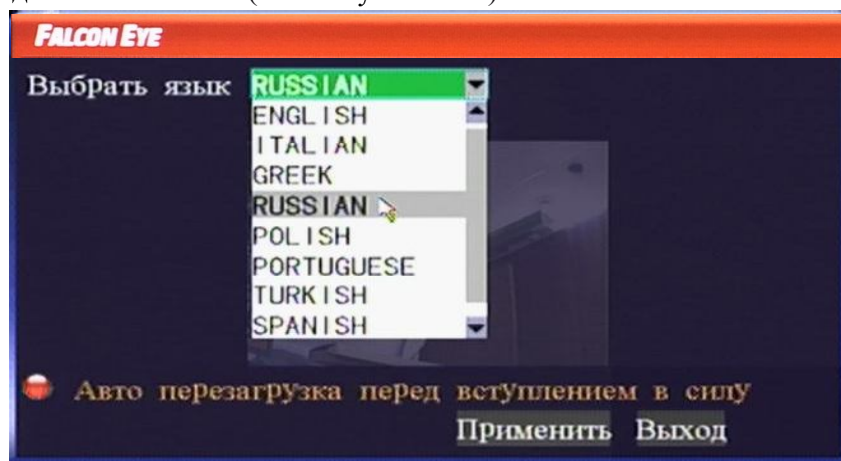 FALCON EYE
Выбрать язык RUSSIAN
ENGLISH
ITALIAN
GREEK
RUSSIAN
POLISH
PORTUGUESE
TURKISH
SPANISH
Авто перезагрузка перед вступлением в силу
Применить Выход